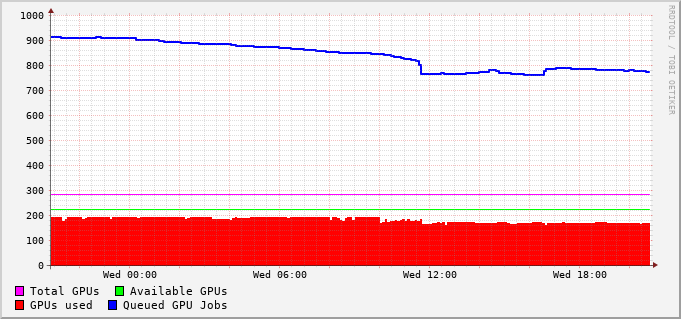 1000
900
800
700
600
500
400
300
200
100
0
Wed 00:00 Wed 06:00 Wed 12:00 Wed 18:00
Total GPUs Available GPUs
GPUs used Queued GPU Jobs
RRDTOOL / TOBI OETIKER